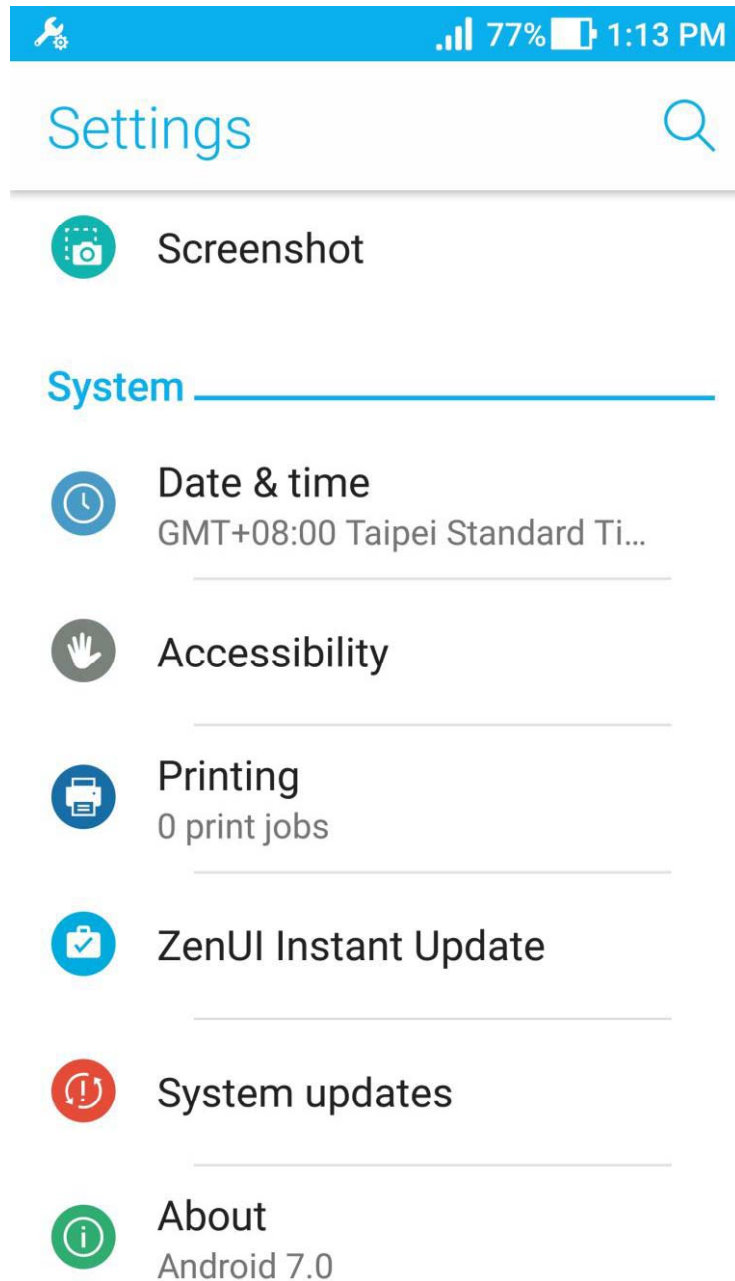 77% 1:13 PM
Settings
Screenshot
System
Date & time
GMT+08:00 Taipei Standard Ti...
Accessibility
Printing
0 print jobs
ZenUI Instant Update
System updates
About
Android 7.0